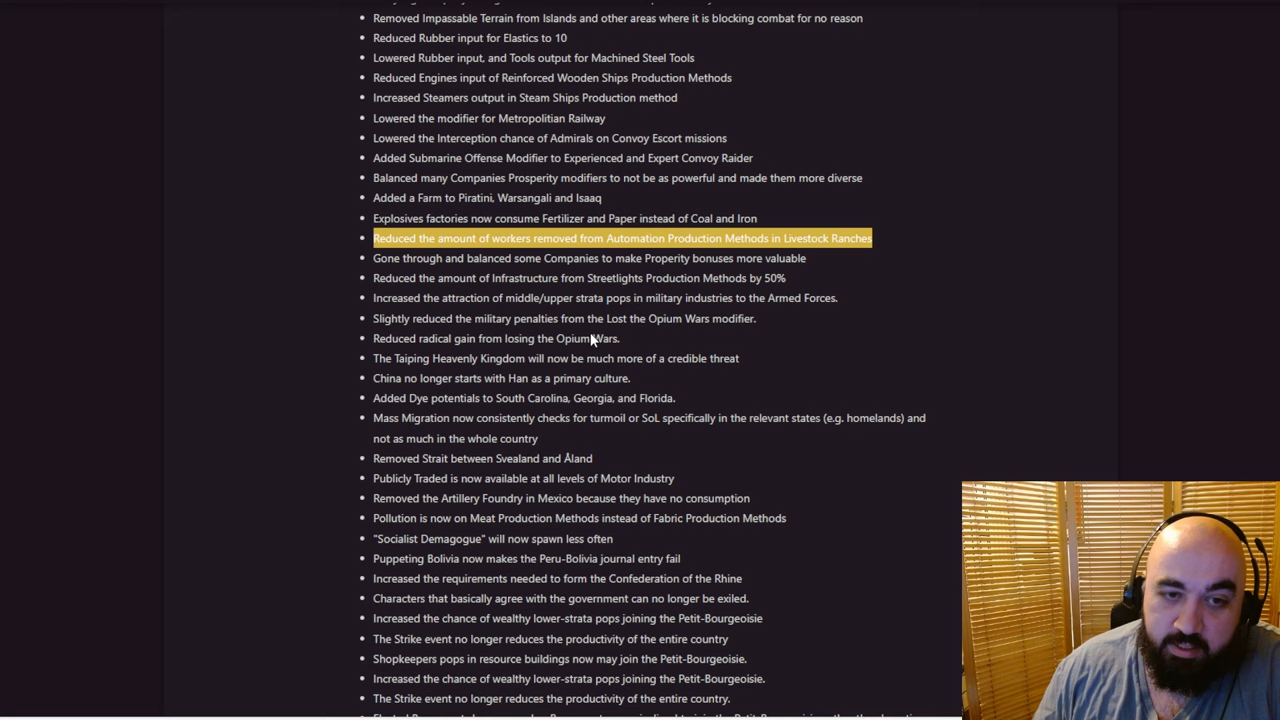 Removed Impassable Terrain from Islands and other areas where it is blocking combat for no reason
Reduced Rubber input for Elastics to 10
Lowered Rubber input, and Tools output for Machined Steel Tools
Reduced Engines input of Reinforced Wooden Ships Production Methods
Increased Steamers output in Steam Ships Production method
Lowered the modifier for Metropolitan Railway
Lowered the Interception chance of Admirals on Convoy Escort missions
Added Submarine Offense Modifier to Experienced and Expert Convoy Raider
Balanced many Companies Prosperity modifiers to not be as powerful and made them more diverse
Added a Farm to Piratini, Warsangali and Isaaq
Explosives factories now consume Fertilizer and Paper instead of Coal and Iron
Reduced the amount of workers removed from Automation Production Methods in Livestock Ranches
Gone through and balanced some Companies to make Properity bonuses more valuable
Reduced the amount of Infrastructure from Streetlights Production Methods by 50%
Increased the attraction of middle/upper strata pops in military industries to the Armed Forces.
Slightly reduced the military penalties from the Lost the Opium Wars modifier.
Reduced radical gain from losing the Opium Wars.
The Taiping Heavenly Kingdom will now be much more of a credible threat
China no longer starts with Han as a primary culture.
Added Dye potentials to South Carolina, Georgia, and Florida.
Mass Migration now consistently checks for turmoil or SoL specifically in the relevant states (e.g. homelands) and
not as much in the whole country
Removed Strait between Svealand and Åland
Publicly Traded is now available at all levels of Motor Industry
Removed the Artillery Foundry in Mexico because they have no consumption
Pollution is now on Meat Production Methods instead of Fabric Production Methods
"Socialist Demagogue" will now spawn less often
Puppeting Bolivia now makes the Peru-Bolivia journal entry fail
Increased the requirements needed to form the Confederation of the Rhine
Characters that basically agree with the government can no longer be exiled.
Increased the chance of wealthy lower-strata pops joining the Petit-Bourgeoisie
The Strike event no longer reduces the productivity of the entire country
Shopkeepers pops in resource buildings now may join the Petit-Bourgeoisie.
Increased the chance of wealthy lower-strata pops joining the Petit-Bourgeoisie.
The Strike event no longer reduces the productivity of the entire country.